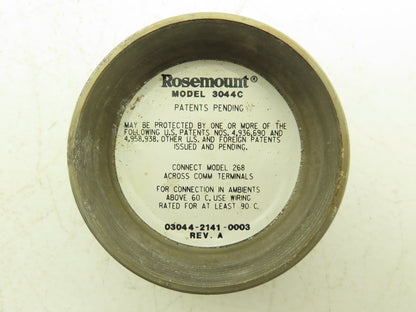 Rosemount®
MODEL 3044C
PATENTS PENDING
MAY BE PROTECTED BY ONE OR MORE OF THE
FOLLOWING U.S. PATENTS NOS. 4,936,690 AND
4,958,938. OTHER U.S. AND FOREIGN PATENTS
ISSUED AND PENDING.
CONNECT MODEL 268
ACROSS COMM TERMINALS
FOR CONNECTION IN AMBIENTS
ABOVE 60 C, USE WIRING
RATED FOR AT LEAST 90 C.
03044-2141-0003
REV. A